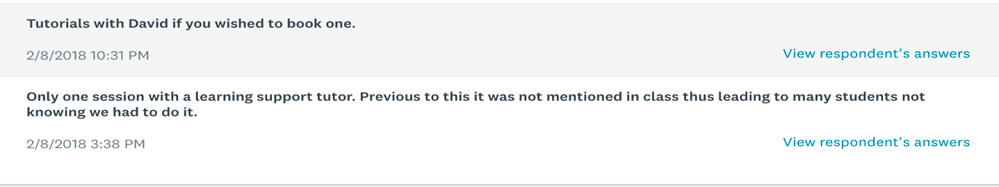 Tutorials with David if you wished to book one.
2/8/2018 10:31 PM
View respondent's answers
Only one session with a learning support tutor. Previous to this it was not mentioned in class thus leading to many students not
knowing we had to do it.
2/8/2018 3:38 PM
View respondent's answers